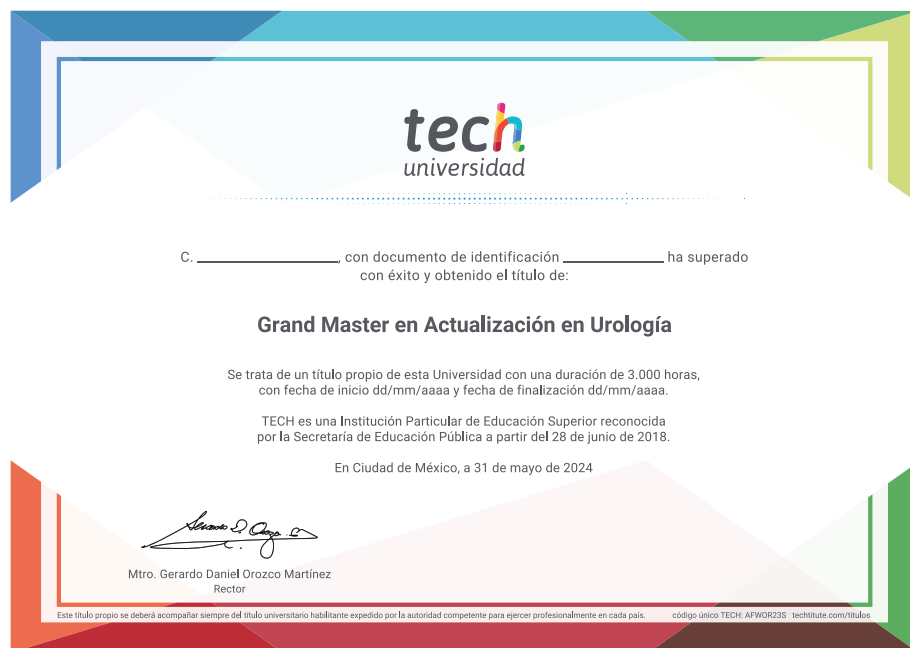 tech
universidad
C. ____________, con documento de identificación ____________ ha superado
con éxito y obtenido el título de:
Grand Master en Actualización en Urología
Se trata de un título propio de esta Universidad con una duración de 3.000 horas,
con fecha de inicio dd/mm/aaaa y fecha de finalización dd/mm/aaaa.
TECH es una Institución Particular de Educación Superior reconocida
por la Secretaría de Educación Pública a partir del 28 de junio de 2018.
En Ciudad de México, a 31 de mayo de 2024
Mtro. Gerardo Daniel Orozco Martínez
Rector
Este título propio se deberá acompañar siempre del título universitario habilitante expedido por la autoridad competente para ejercer profesionalmente en cada país. código único TECH: AFWOR23S techtitute.com/titulos